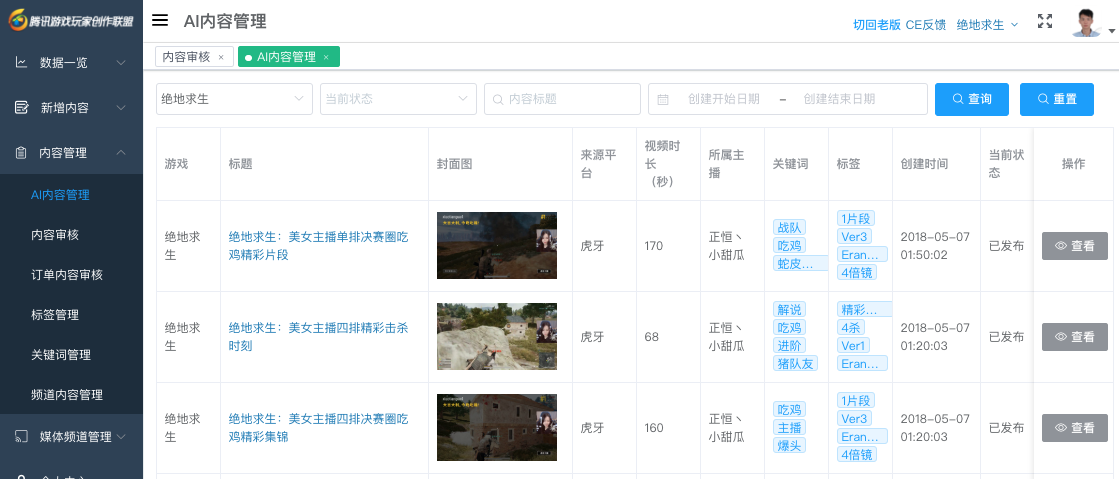 腾讯游戏玩家创作联盟
AI内容管理
切回老版 CE反馈 绝地求生
数据一览
新增内容
内容管理
AI内容管理
内容审核
订单内容审核
标签管理
关键词管理
频道内容管理
媒体频道管理
内容审核 ×
AI内容管理 ×
绝地求生
当前状态
内容标题
创建开始日期 - 创建结束日期
查询
重置
游戏
标题
封面图
来源平
台
视频时
长
（秒）
所属主
播
关键词
标签
创建时间
当前状
态
操作
绝地求
生
绝地求生：美女主播单排决赛圈吃
鸡精彩片段
虎牙
170
正恒丶
小甜瓜
战队
吃鸡
蛇皮...
1片段
Ver3
Eran...
4倍镜
2018-05-07
01:50:02
已发布
查看
绝地求
生
绝地求生：美女主播四排精彩击杀
时刻
虎牙
68
正恒丶
小甜瓜
解说
吃鸡
进阶
猪队友
精彩...
4杀
Ver1
Eran...
2018-05-07
01:20:03
已发布
查看
绝地求
生
绝地求生：美女主播四排决赛圈吃
鸡精彩集锦
虎牙
160
正恒丶
小甜瓜
吃鸡
主播
爆头
1片段
Ver3
Eran...
4倍镜
2018-05-07
01:20:03
已发布
查看